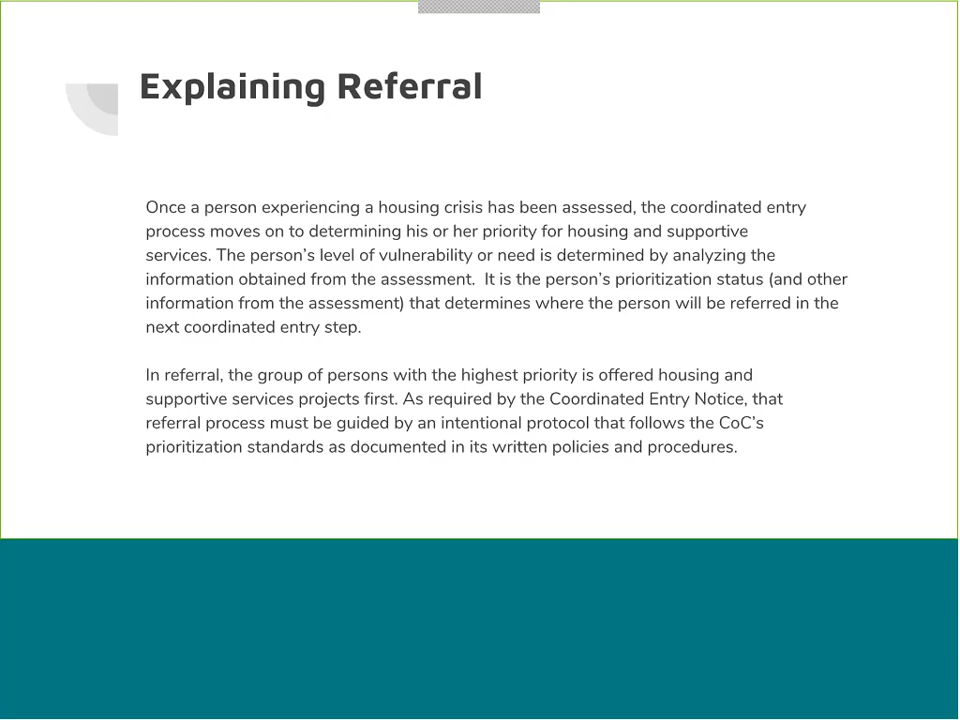 Explaining Referral
Once a person experiencing a housing crisis has been assessed, the coordinated entry
process moves on to determining his or her priority for housing and supportive
services. The person’s level of vulnerability or need is determined by analyzing the
information obtained from the assessment.  It is the person’s prioritization status (and other
information from the assessment) that determines where the person will be referred in the
next coordinated entry step.
In referral, the group of persons with the highest priority is offered housing and
supportive services projects first. As required by the Coordinated Entry Notice, that
referral process must be guided by an intentional protocol that follows the CoC’s
prioritization standards as documented in its written policies and procedures.